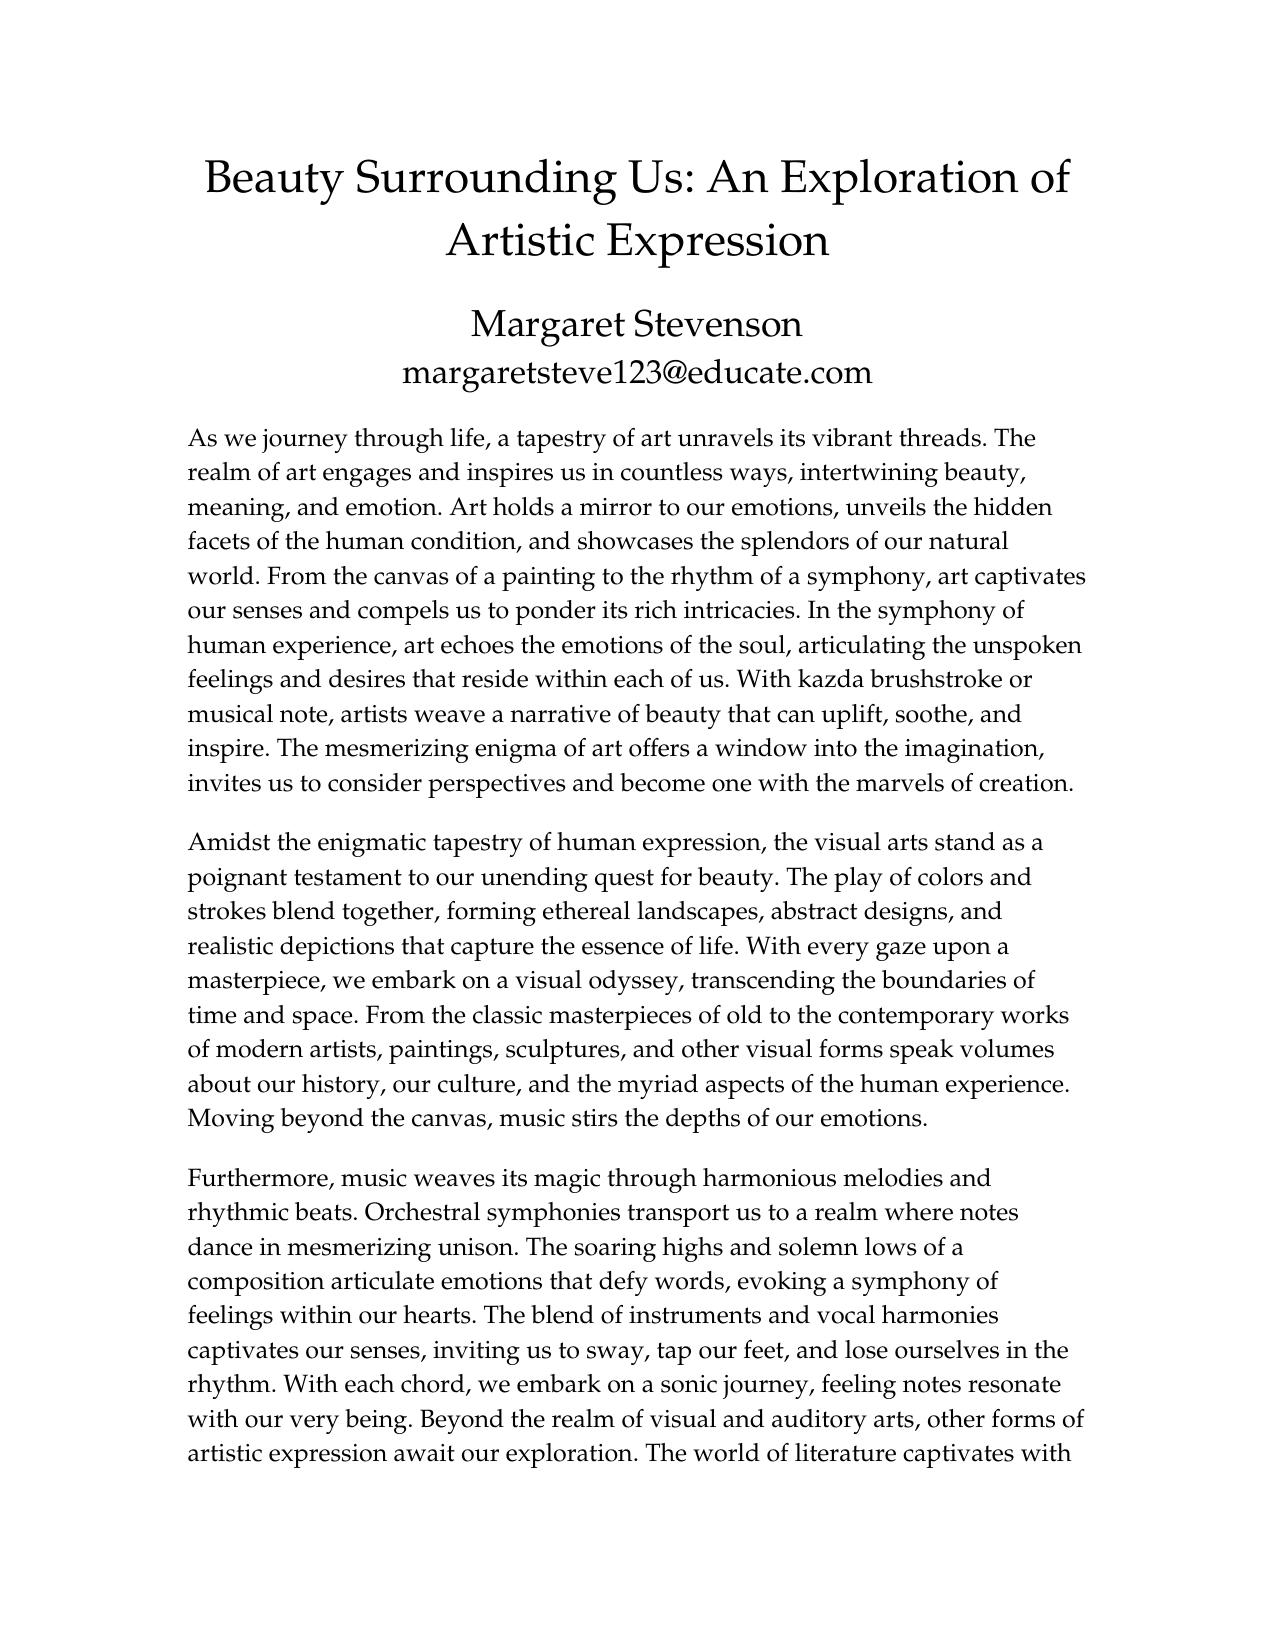 Beauty Surrounding Us: An Exploration of
Artistic Expression
Margaret Stevenson
margaretsteve123@educate.com
As we journey through life, a tapestry of art unravels its vibrant threads. The
realm of art engages and inspires us in countless ways, intertwining beauty,
meaning, and emotion. Art holds a mirror to our emotions, unveils the hidden
facets of the human condition, and showcases the splendors of our natural
world. From the canvas of a painting to the rhythm of a symphony, art captivates
our senses and compels us to ponder its rich intricacies. In the symphony of
human experience, art echoes the emotions of the soul, articulating the unspoken
feelings and desires that reside within each of us. With kazda brushstroke or
musical note, artists weave a narrative of beauty that can uplift, soothe, and
inspire. The mesmerizing enigma of art offers a window into the imagination,
invites us to consider perspectives and become one with the marvels of creation.
Amidst the enigmatic tapestry of human expression, the visual arts stand as a
poignant testament to our unending quest for beauty. The play of colors and
strokes blend together, forming ethereal landscapes, abstract designs, and
realistic depictions that capture the essence of life. With every gaze upon a
masterpiece, we embark on a visual odyssey, transcending the boundaries of
time and space. From the classic masterpieces of old to the contemporary works
of modern artists, paintings, sculptures, and other visual forms speak volumes
about our history, our culture, and the myriad aspects of the human experience.
Moving beyond the canvas, music stirs the depths of our emotions.
Furthermore, music weaves its magic through harmonious melodies and
rhythmic beats. Orchestral symphonies transport us to a realm where notes
dance in mesmerizing unison. The soaring highs and solemn lows of a
composition articulate emotions that defy words, evoking a symphony of
feelings within our hearts. The blend of instruments and vocal harmonies
captivates our senses, inviting us to sway, tap our feet, and lose ourselves in the
rhythm. With each chord, we embark on a sonic journey, feeling notes resonate
with our very being. Beyond the realm of visual and auditory arts, other forms of
artistic expression await our exploration. The world of literature captivates with